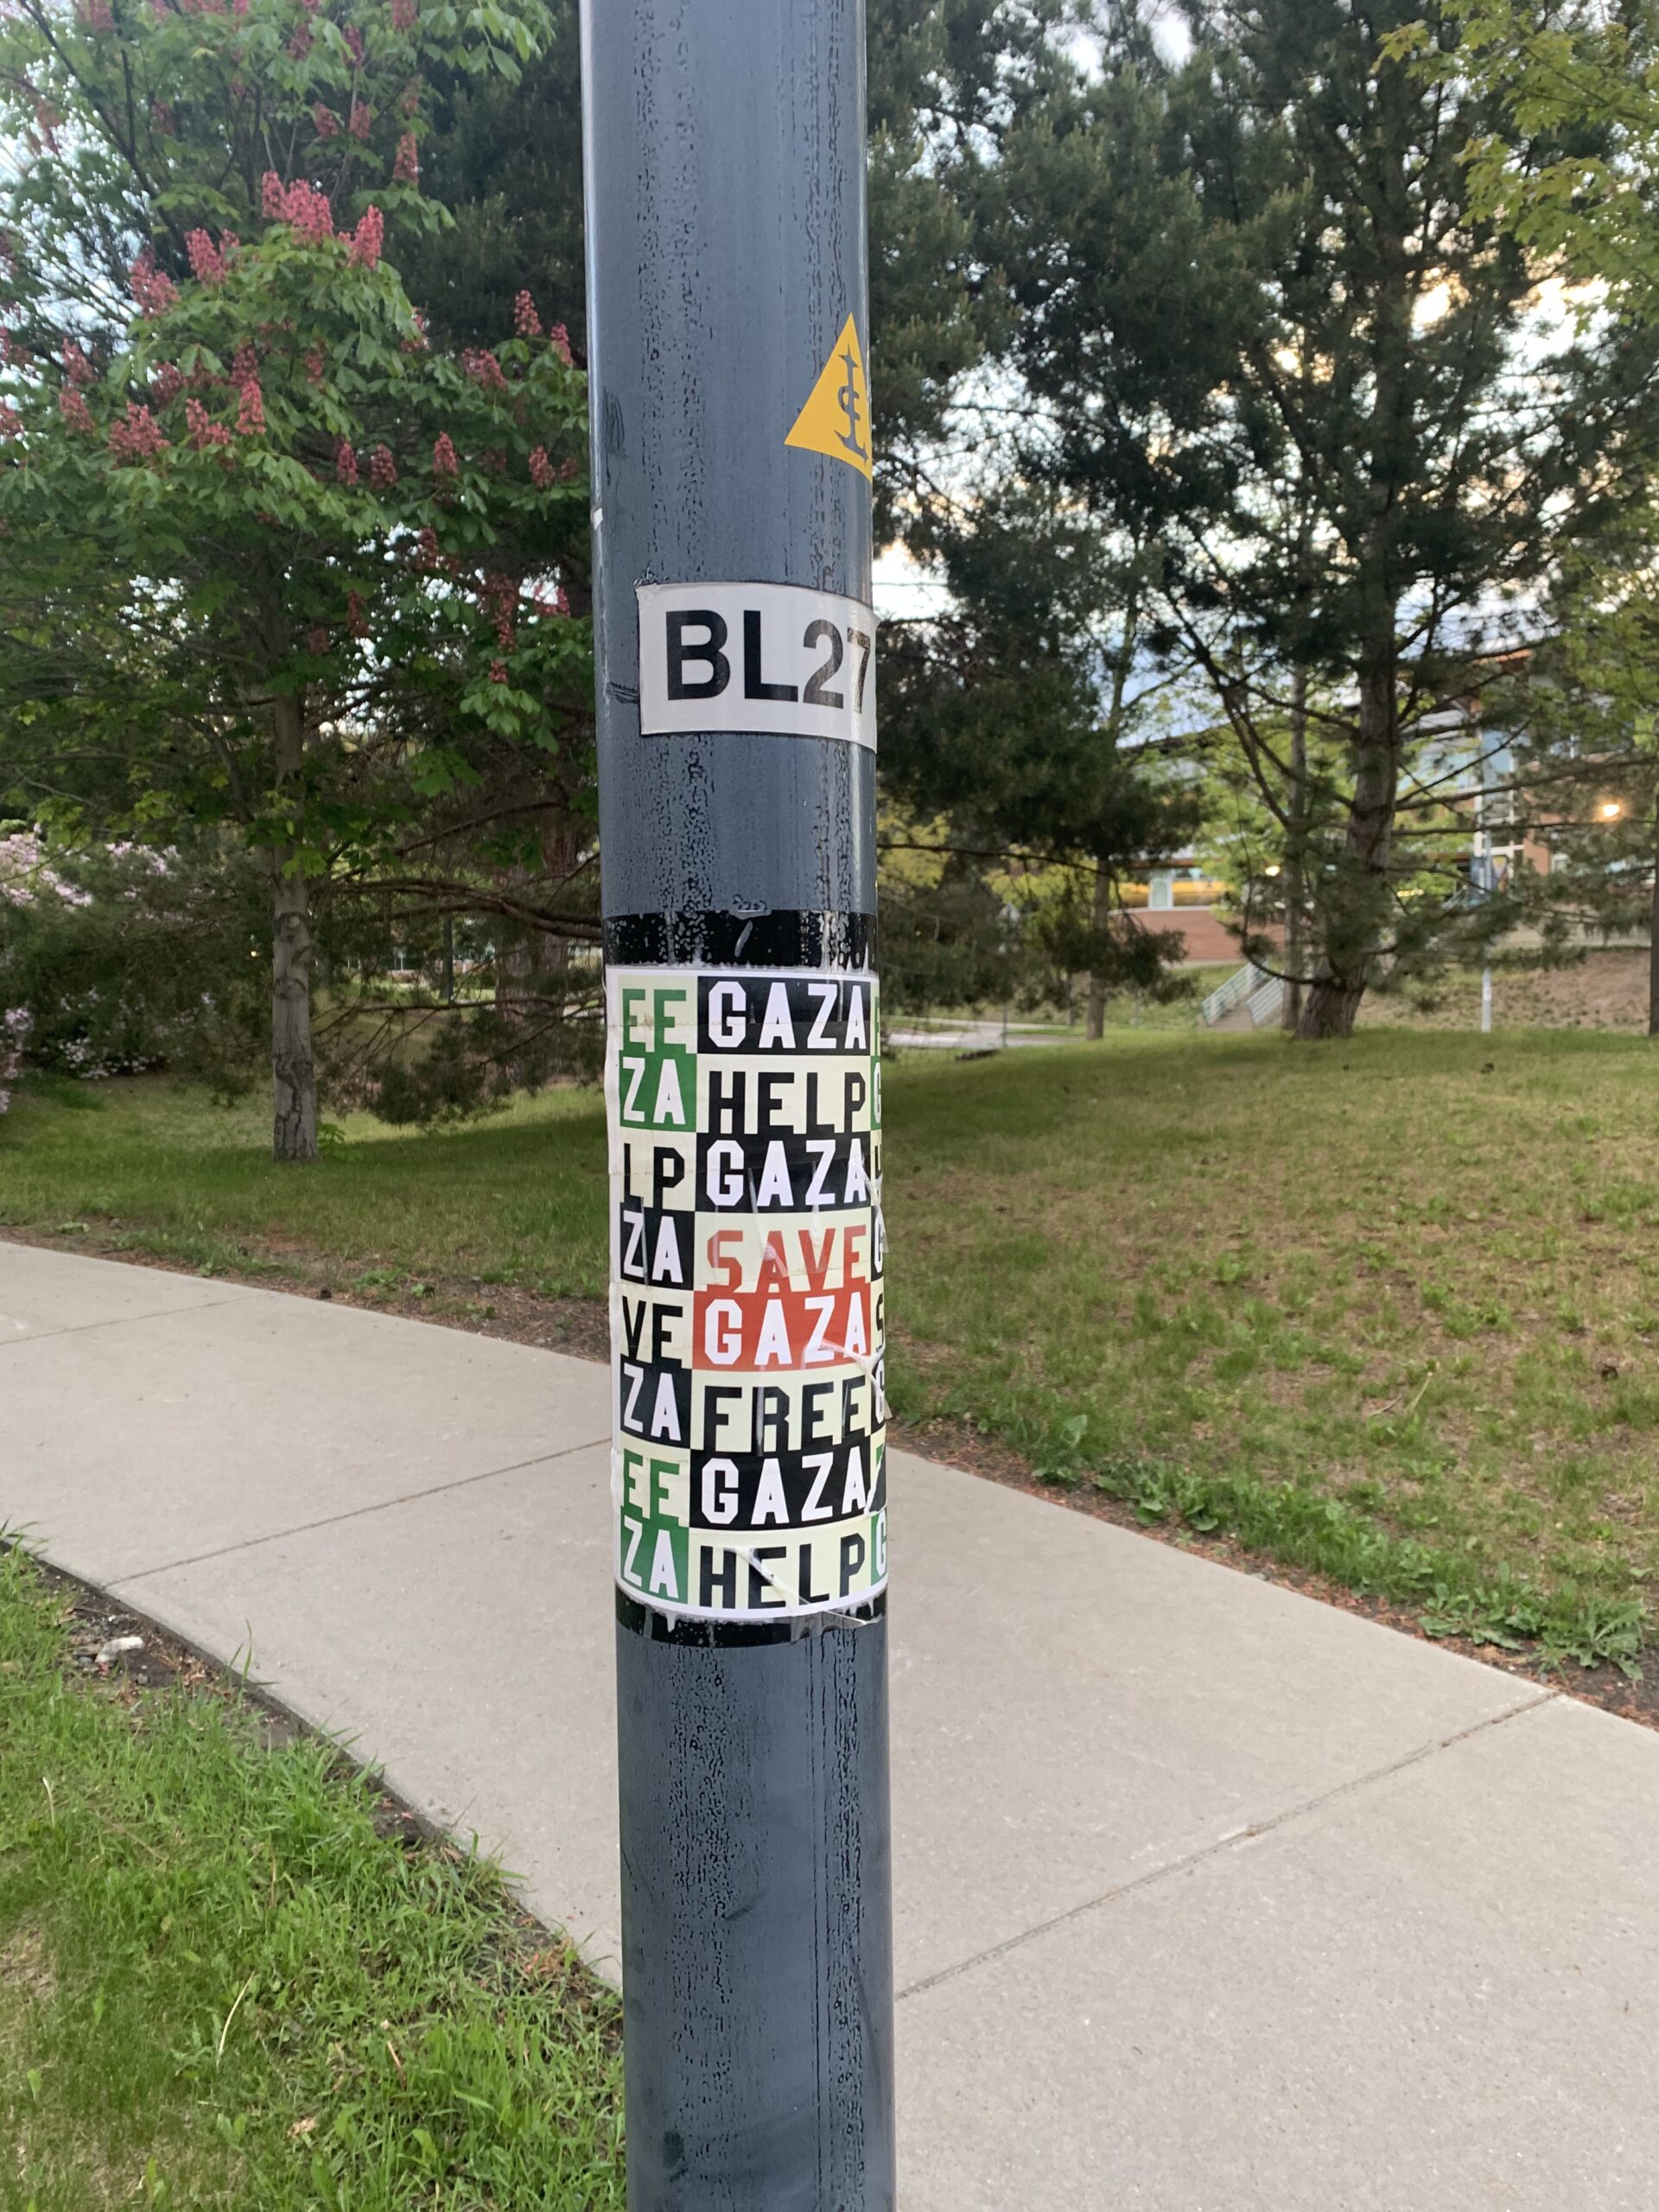 BL27
EE GAZA
ZA HELP G
LP GAZA
ZA SAVE G
VE GAZA S
ZA FREE G
EE GAZA
ZA HELP G